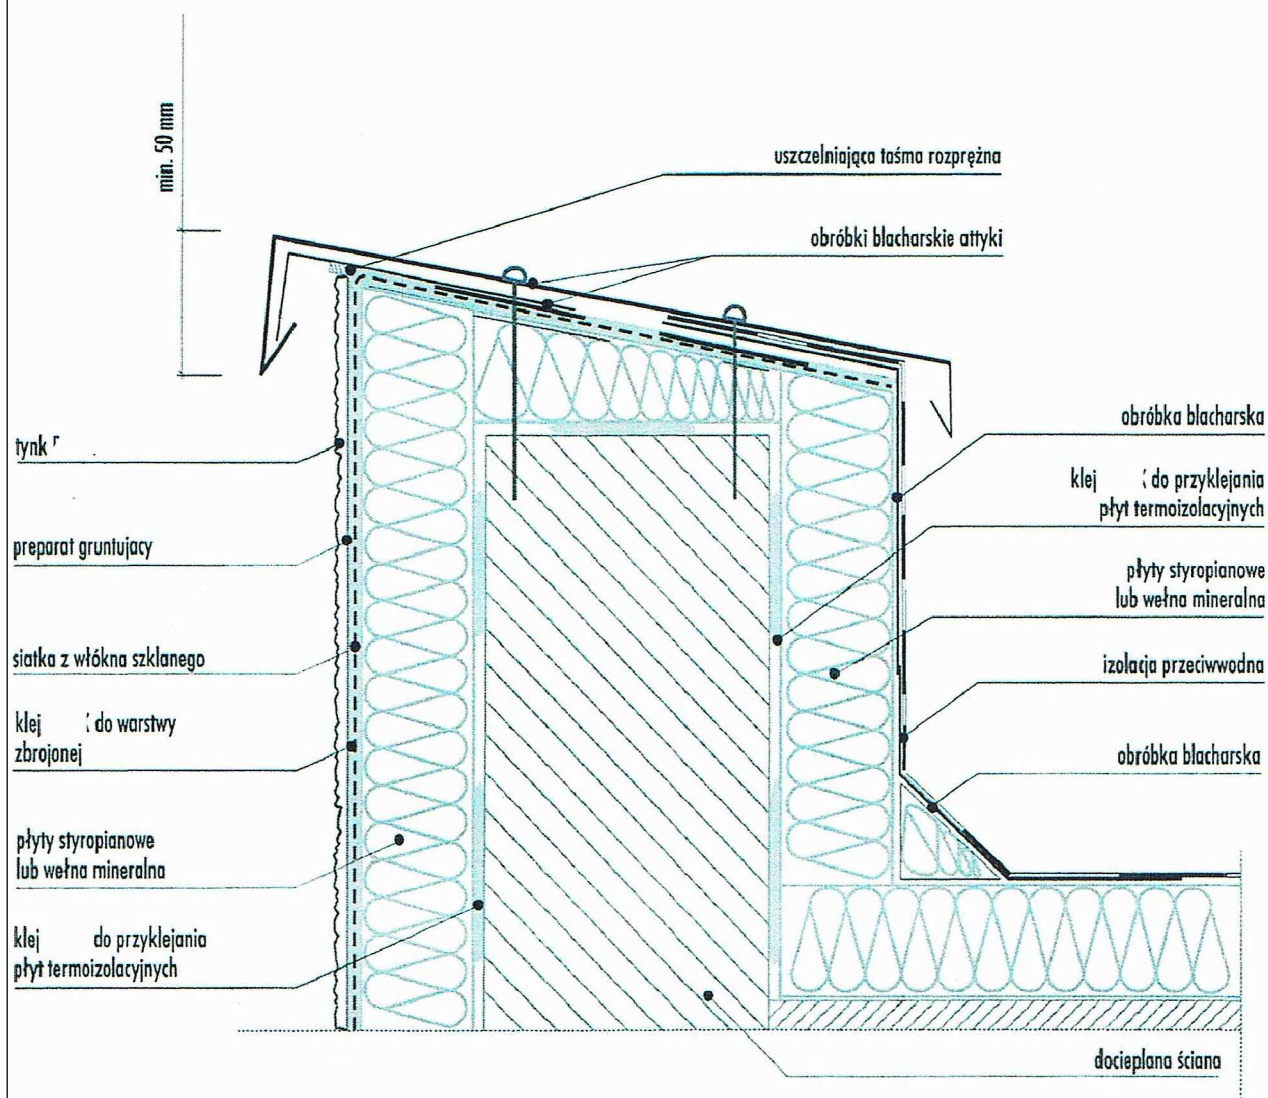 min. 50 mm
uszczelniająca taśma rozprężna
obróbki blacharskie attyki
tynk
preparat gruntujacy
siatka z włókna szklanego
klej do warstwy
zbrojonej
płyty styropianowe
lub wełna mineralna
klej do przyklejania
płyt termoizolacyjnych
obróbka blacharska
klej do przyklejania
płyt termoizolacyjnych
płyty styropianowe
lub wełna mineralna
izolacja przeciwwodna
obróbka blacharska
docieplana ściana